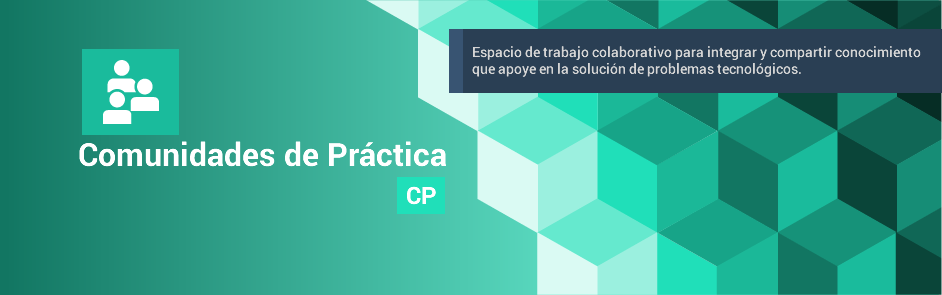 Espacio de trabajo colaborativo para integrar y compartir conocimiento
que apoye en la solución de problemas tecnológicos.
Comunidades de Práctica
CP